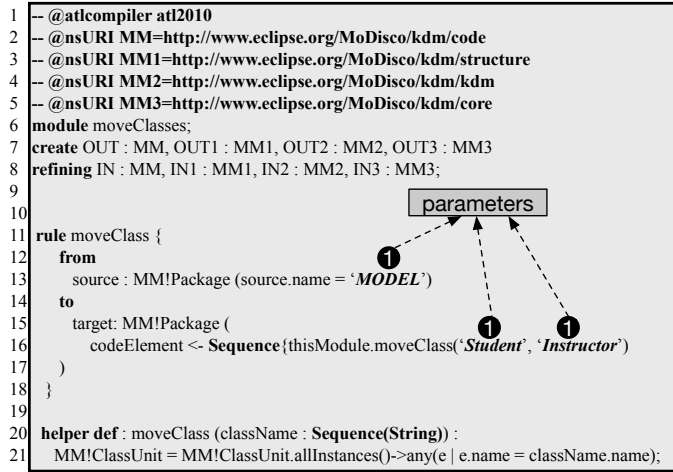 1 -- @atlcompiler atl2010
2 -- @nsURI MM=http://www.eclipse.org/MoDisco/kdm/code
3 -- @nsURI MM1=http://www.eclipse.org/MoDisco/kdm/structure
4 -- @nsURI MM2=http://www.eclipse.org/MoDisco/kdm/kdm
5 -- @nsURI MM3=http://www.eclipse.org/MoDisco/kdm/core
6 module moveClasses;
7 create OUT : MM, OUT1 : MM1, OUT2 : MM2, OUT3 : MM3
8 refining IN : MM, IN1 : MM1, IN2 : MM2, IN3 : MM3;
9
parameters
10
11 rule moveClass {
12 from
1
13 source : MM!Package (source.name = ‘MODEL’)
14 to
15 target: MM!Package (
1 1
16 codeElement <- Sequence{thisModule.moveClass(‘Student’, ‘Instructor’)
17 )
18 }
19
20 helper def : moveClass (className : Sequence(String)) :
21 MM!ClassUnit = MM!ClassUnit.allInstances()->any(e | e.name = className.name);